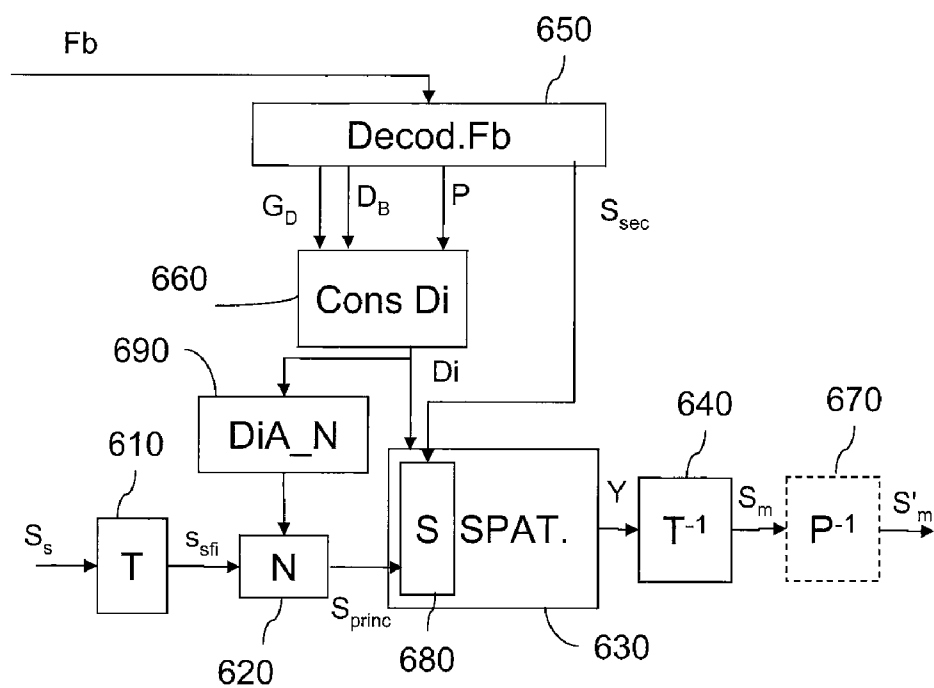 Fb
650
Decod.Fb
G_D
D_B
P
S_sec
660
Cons Di
690
Di
DiA_N
610
640
670
S_s
T
s_sfi
N
S_princ
S
SPAT.
Y
T⁻¹
S_m
P⁻¹
S'_m
620
680
630